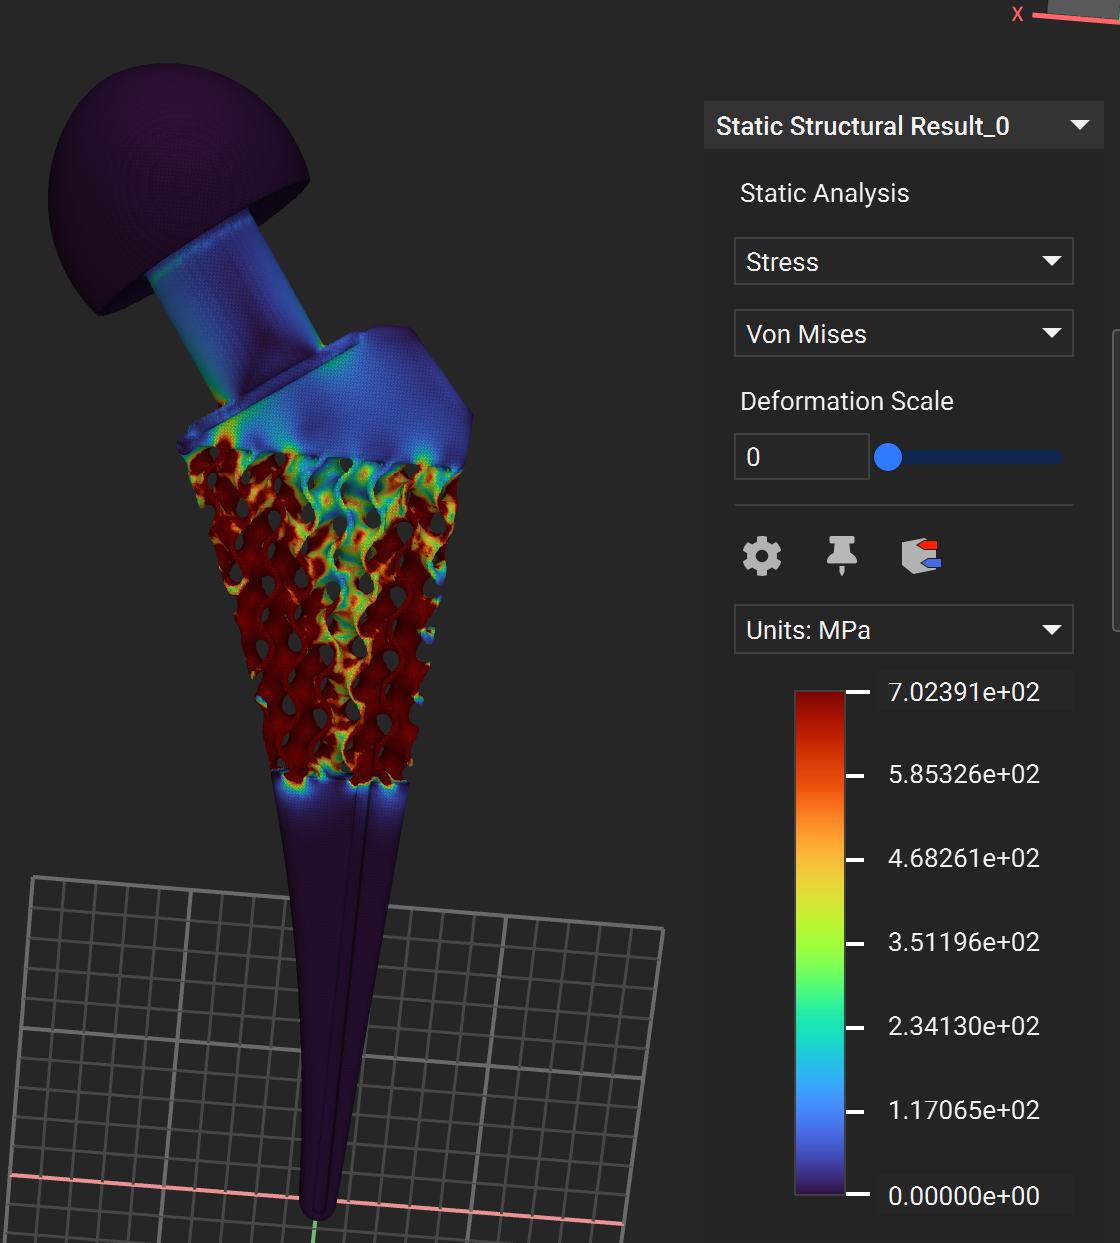 X
Static Structural Result_0
Static Analysis
Stress
Von Mises
Deformation Scale
0
Units: MPa
7.02391e+02
5.85326e+02
4.68261e+02
3.51196e+02
2.34130e+02
1.17065e+02
0.00000e+00